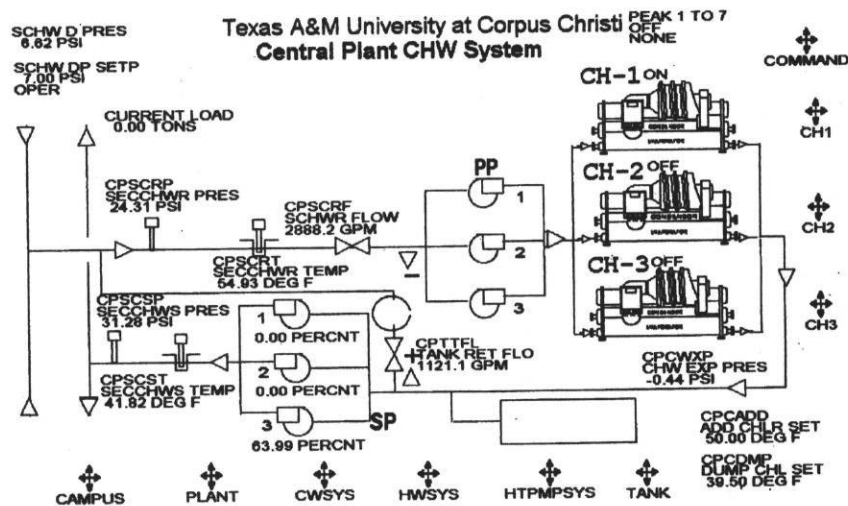 SCHW D PRES
6.62 PSI
SCHW DP SETP
7.00 PSI
OPER
Texas A&M University at Corpus Christi
Central Plant CHW System
PEAK 1 TO 7
OFF
NONE
COMMAND
CURRENT LOAD
0.00 TONS
CH-1 ON
CH1
CPSCRP
SECCHWR PRES
24.31 PSI
CPSCRF
SCHWR FLOW
2888.2 GPM
PP
1
2
3
CH-2 OFF
CONDENSOR
CH2
CPSCRT
SECCHWR TEMP
54.93 DEG F
CH-3 OFF
CH3
CPSCSP
SECCHWS PRES
31.28 PSI
1
0.00 PERCNT
2
0.00 PERCNT
3
63.99 PERCNT
SP
CPTTFL
TANK RET FLO
1121.1 GPM
CPCWXP
CHW EXP PRES
-0.44 PSI
CPSCST
SECCHWS TEMP
41.82 DEG F
CPCADD
ADD CHLR SET
50.00 DEG F
CPCDMP
DUMP CHL SET
39.50 DEG F
CAMPUS
PLANT
CWSYS
HWSYS
HTPMPSYS
TANK